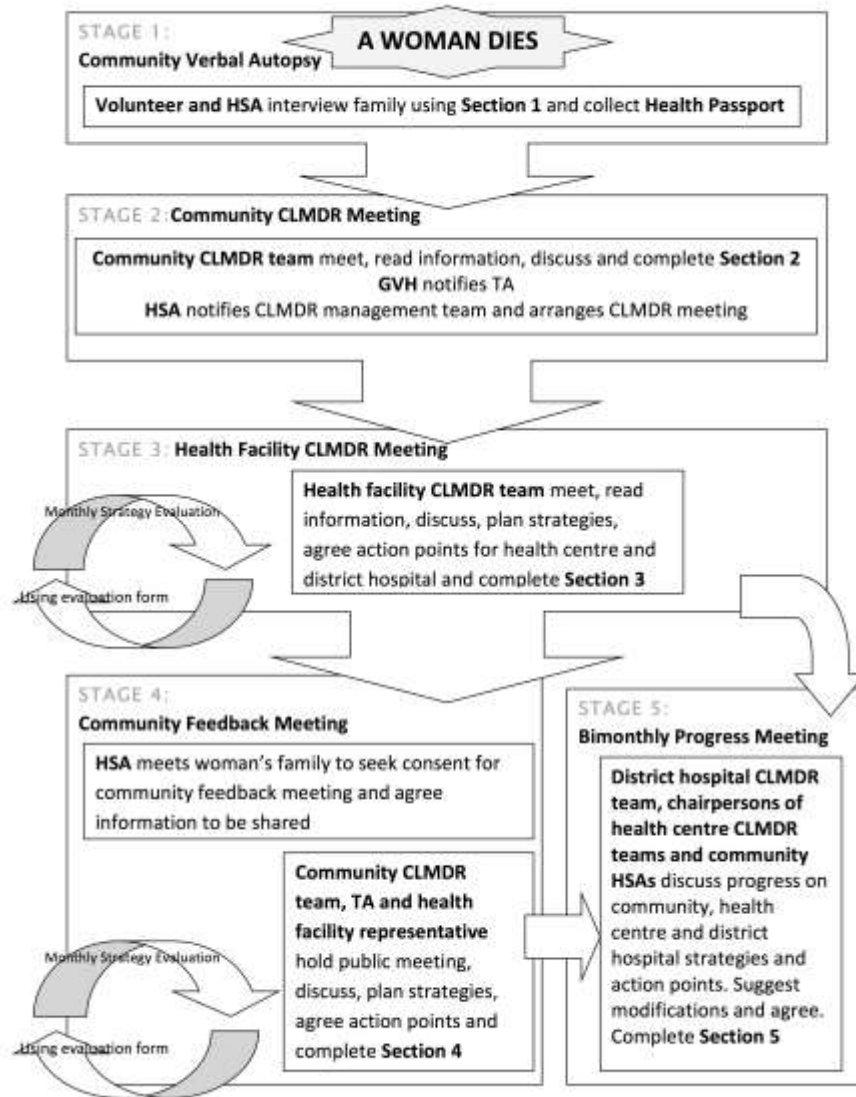 STAGE 1:
A WOMAN DIES
Community Verbal Autopsy
Volunteer and HSA interview family using Section 1 and collect Health Passport
STAGE 2: Community CLMDR Meeting
Community CLMDR team meet, read information, discuss and complete Section 2
GVH notifies TA
HSA notifies CLMDR management team and arranges CLMDR meeting
STAGE 3: Health Facility CLMDR Meeting
Monthly Strategy Evaluation
Using evaluation form
Health facility CLMDR team meet, read
information, discuss, plan strategies,
agree action points for health centre and
district hospital and complete Section 3
STAGE 4:
Community Feedback Meeting
HSA meets woman's family to seek consent for
community feedback meeting and agree
information to be shared
Monthly Strategy Evaluation
Using evaluation form
Community CLMDR
team, TA and health
facility representative
hold public meeting,
discuss, plan strategies,
agree action points and
complete Section 4
STAGE 5:
Bimonthly Progress Meeting
District hospital CLMDR
team, chairpersons of
health centre CLMDR
teams and community
HSAs discuss progress on
community, health
centre and district
hospital strategies and
action points. Suggest
modifications and agree.
Complete Section 5